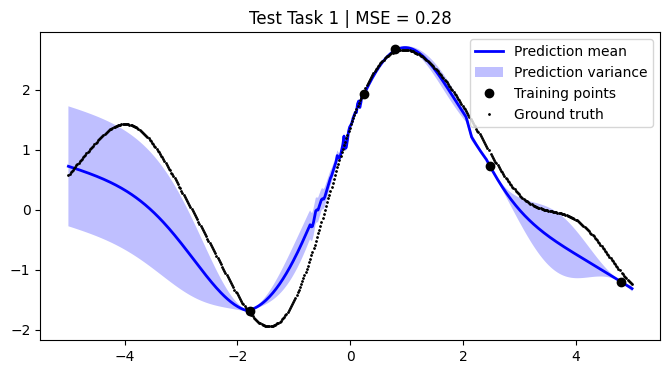 Test Task 1 | MSE = 0.28
Prediction mean
Prediction variance
Training points
Ground truth
2
1
0
−1
−2
−4
−2
0
2
4